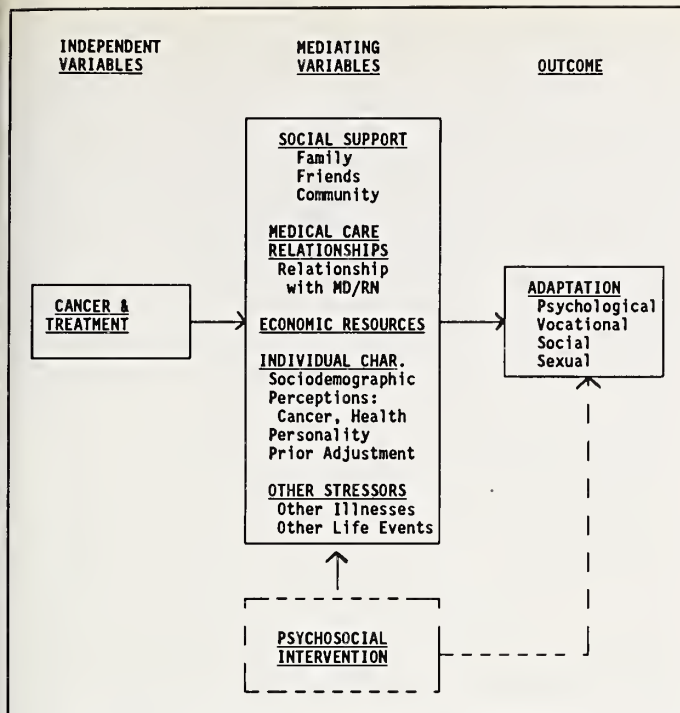 INDEPENDENT
VARIABLES
MEDIATING
VARIABLES
OUTCOME
CANCER &
TREATMENT
SOCIAL SUPPORT
Family
Friends
Community
MEDICAL CARE
RELATIONSHIPS
Relationship
with MD/RN
ECONOMIC RESOURCES
INDIVIDUAL CHAR.
Sociodemographic
Perceptions:
Cancer, Health
Personality
Prior Adjustment
OTHER STRESSORS
Other Illnesses
Other Life Events
ADAPTATION
Psychological
Vocational
Social
Sexual
PSYCHOSOCIAL
INTERVENTION